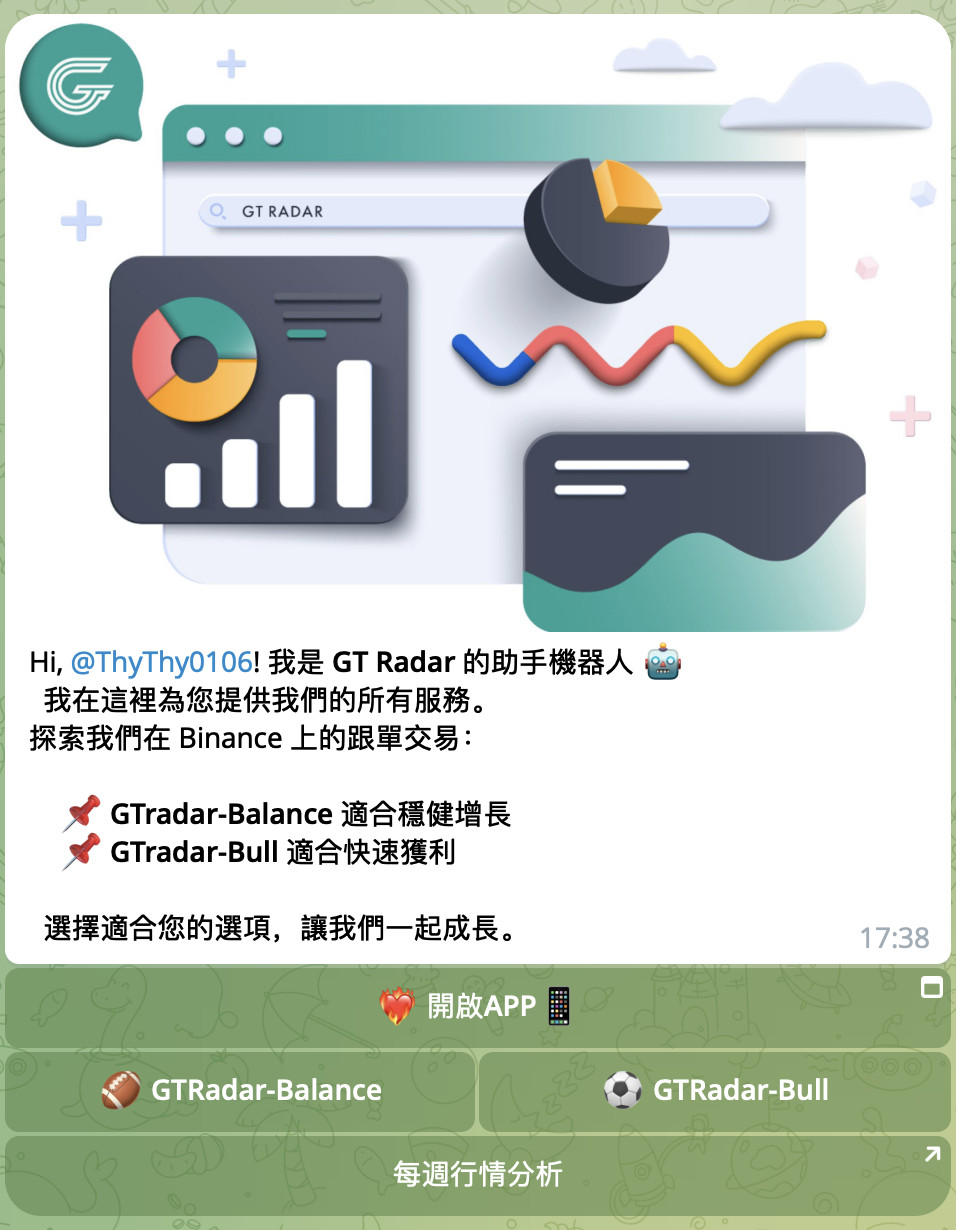 GT RADAR
Hi, @ThyThy0106! 我是 GT Radar 的助手機器人 🤖
我在這裡為您提供我們的所有服務。
探索我們在 Binance 上的跟單交易：
📌 GTradar-Balance 適合穩健增長
📌 GTradar-Bull 適合快速獲利
選擇適合您的選項，讓我們一起成長。
17:38
❤️‍🔥 開啟APP 📱
🏈 GTRadar-Balance
⚽ GTRadar-Bull
每週行情分析